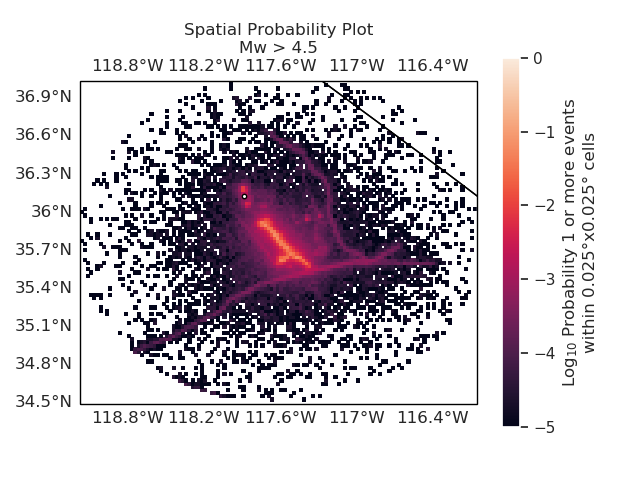 Spatial Probability Plot
Mw > 4.5
118.8°W 118.2°W 117.6°W 117°W 116.4°W
36.9°N
36.6°N
36.3°N
36°N
35.7°N
35.4°N
35.1°N
34.8°N
34.5°N
118.8°W 118.2°W 117.6°W 117°W 116.4°W
0
−1
−2
−3
−4
−5
Log₁₀ Probability 1 or more events
within 0.025°x0.025° cells